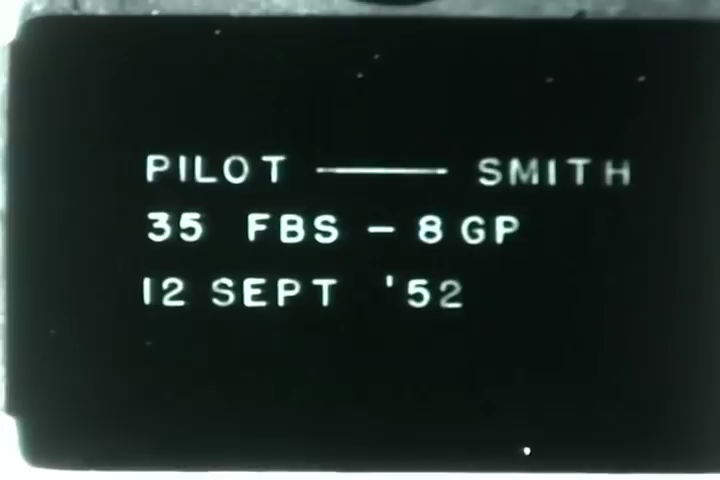 PILOT —— SMITH
35 FBS - 8 GP
12 SEPT '52